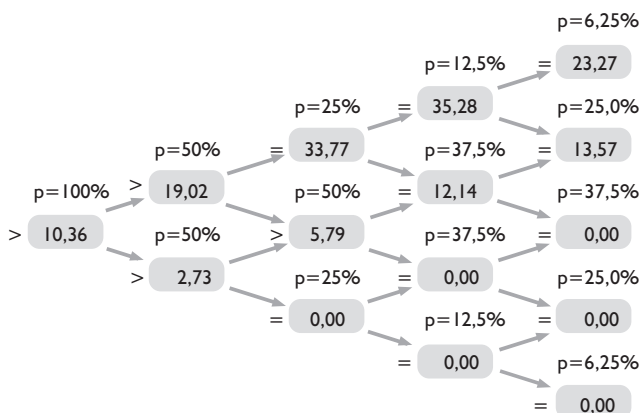 p=6,25%
= 23,27
p=12,5%
= 35,28
p=25,0%
= 13,57
p=25%
= 33,77
p=37,5%
= 12,14
p=37,5%
= 0,00
p=50%
> 19,02
p=50%
> 5,79
p=37,5%
= 0,00
p=25,0%
= 0,00
p=100%
> 10,36
p=50%
> 2,73
p=25%
= 0,00
p=12,5%
= 0,00
p=6,25%
= 0,00